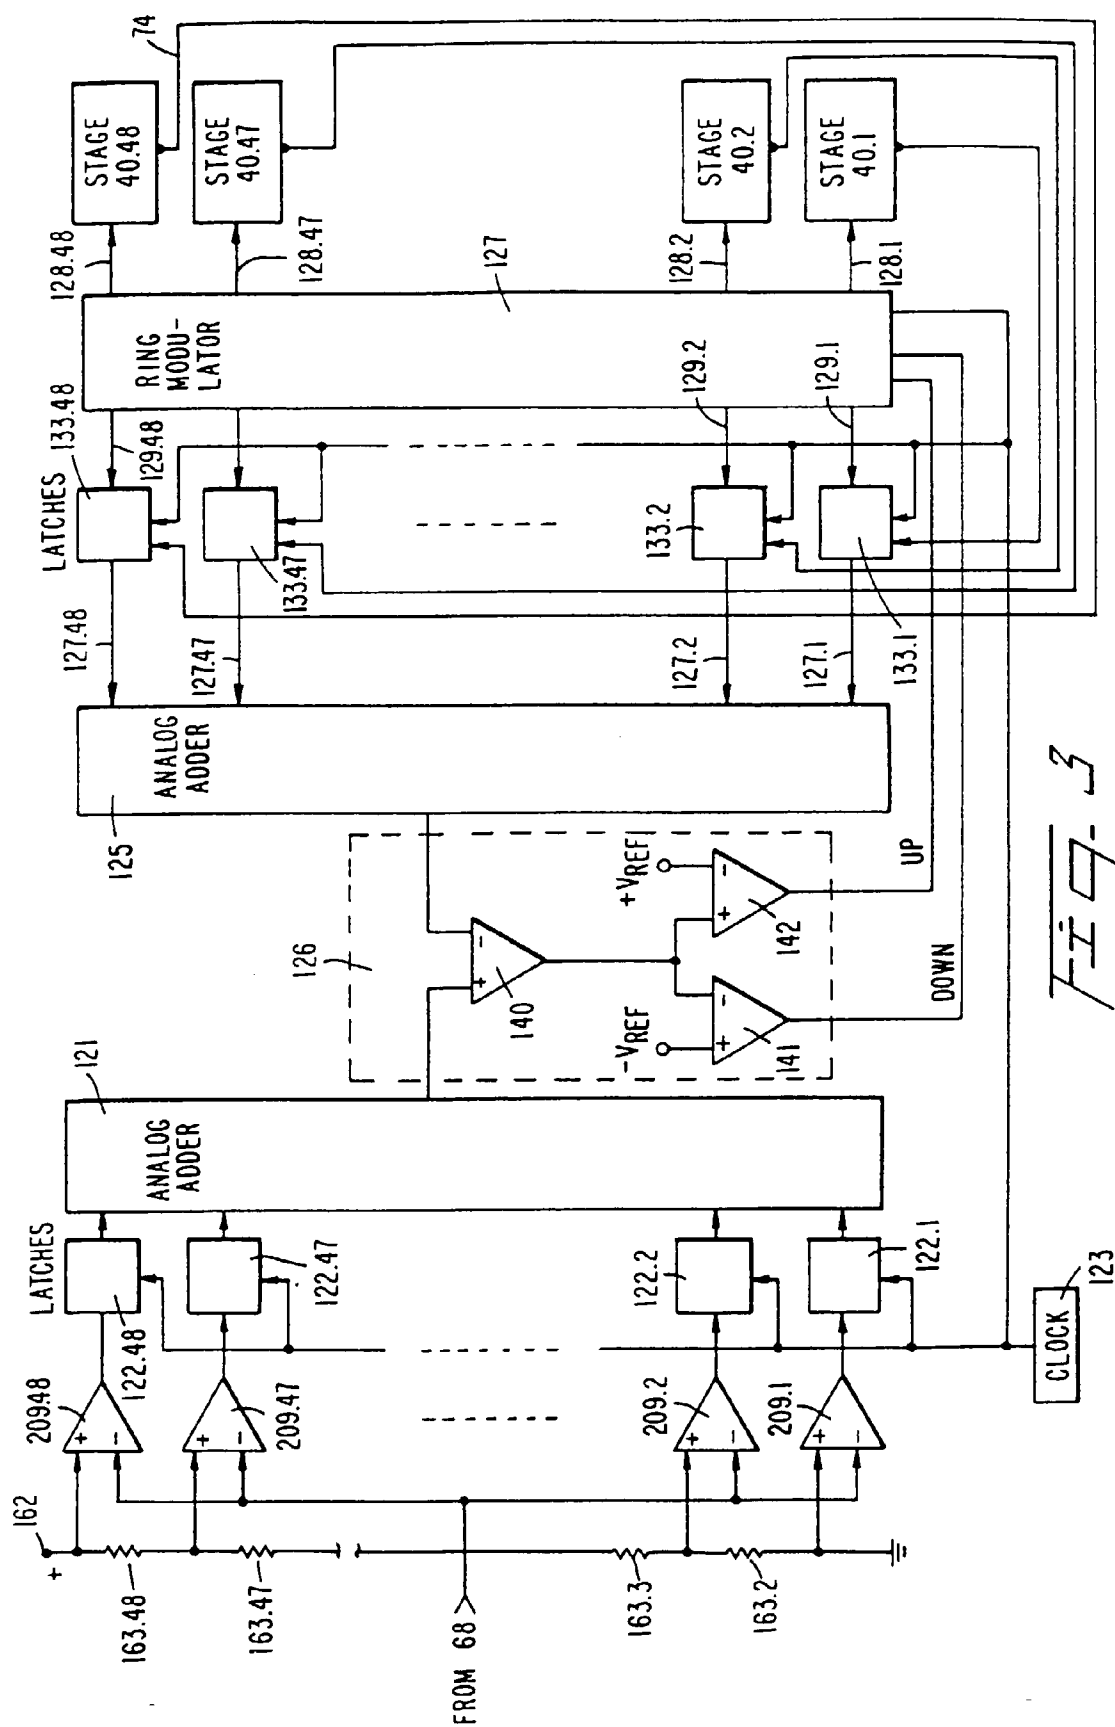 74
STAGE
40.48
STAGE
40.47
STAGE
40.2
STAGE
40.1
128.48
128.47
128.2
128.1
127
RING
MODU-
LATOR
133.48
129.48
129.2
129.1
LATCHES
133.47
133.2
133.1
127.48
127.47
127.2
127.1
125
ANALOG
ADDER
126
+VREF
-VREF
+
-
140
-
+
142
-
+
141
UP
DOWN
121
ANALOG
ADDER
LATCHES
122.48
122.47
122.2
122.1
CLOCK
123
209.48
209.47
209.2
209.1
+
-
+
-
+
-
+
-
162
+
163.48
163.47
163.3
163.2
FROM 68
FIG. 3